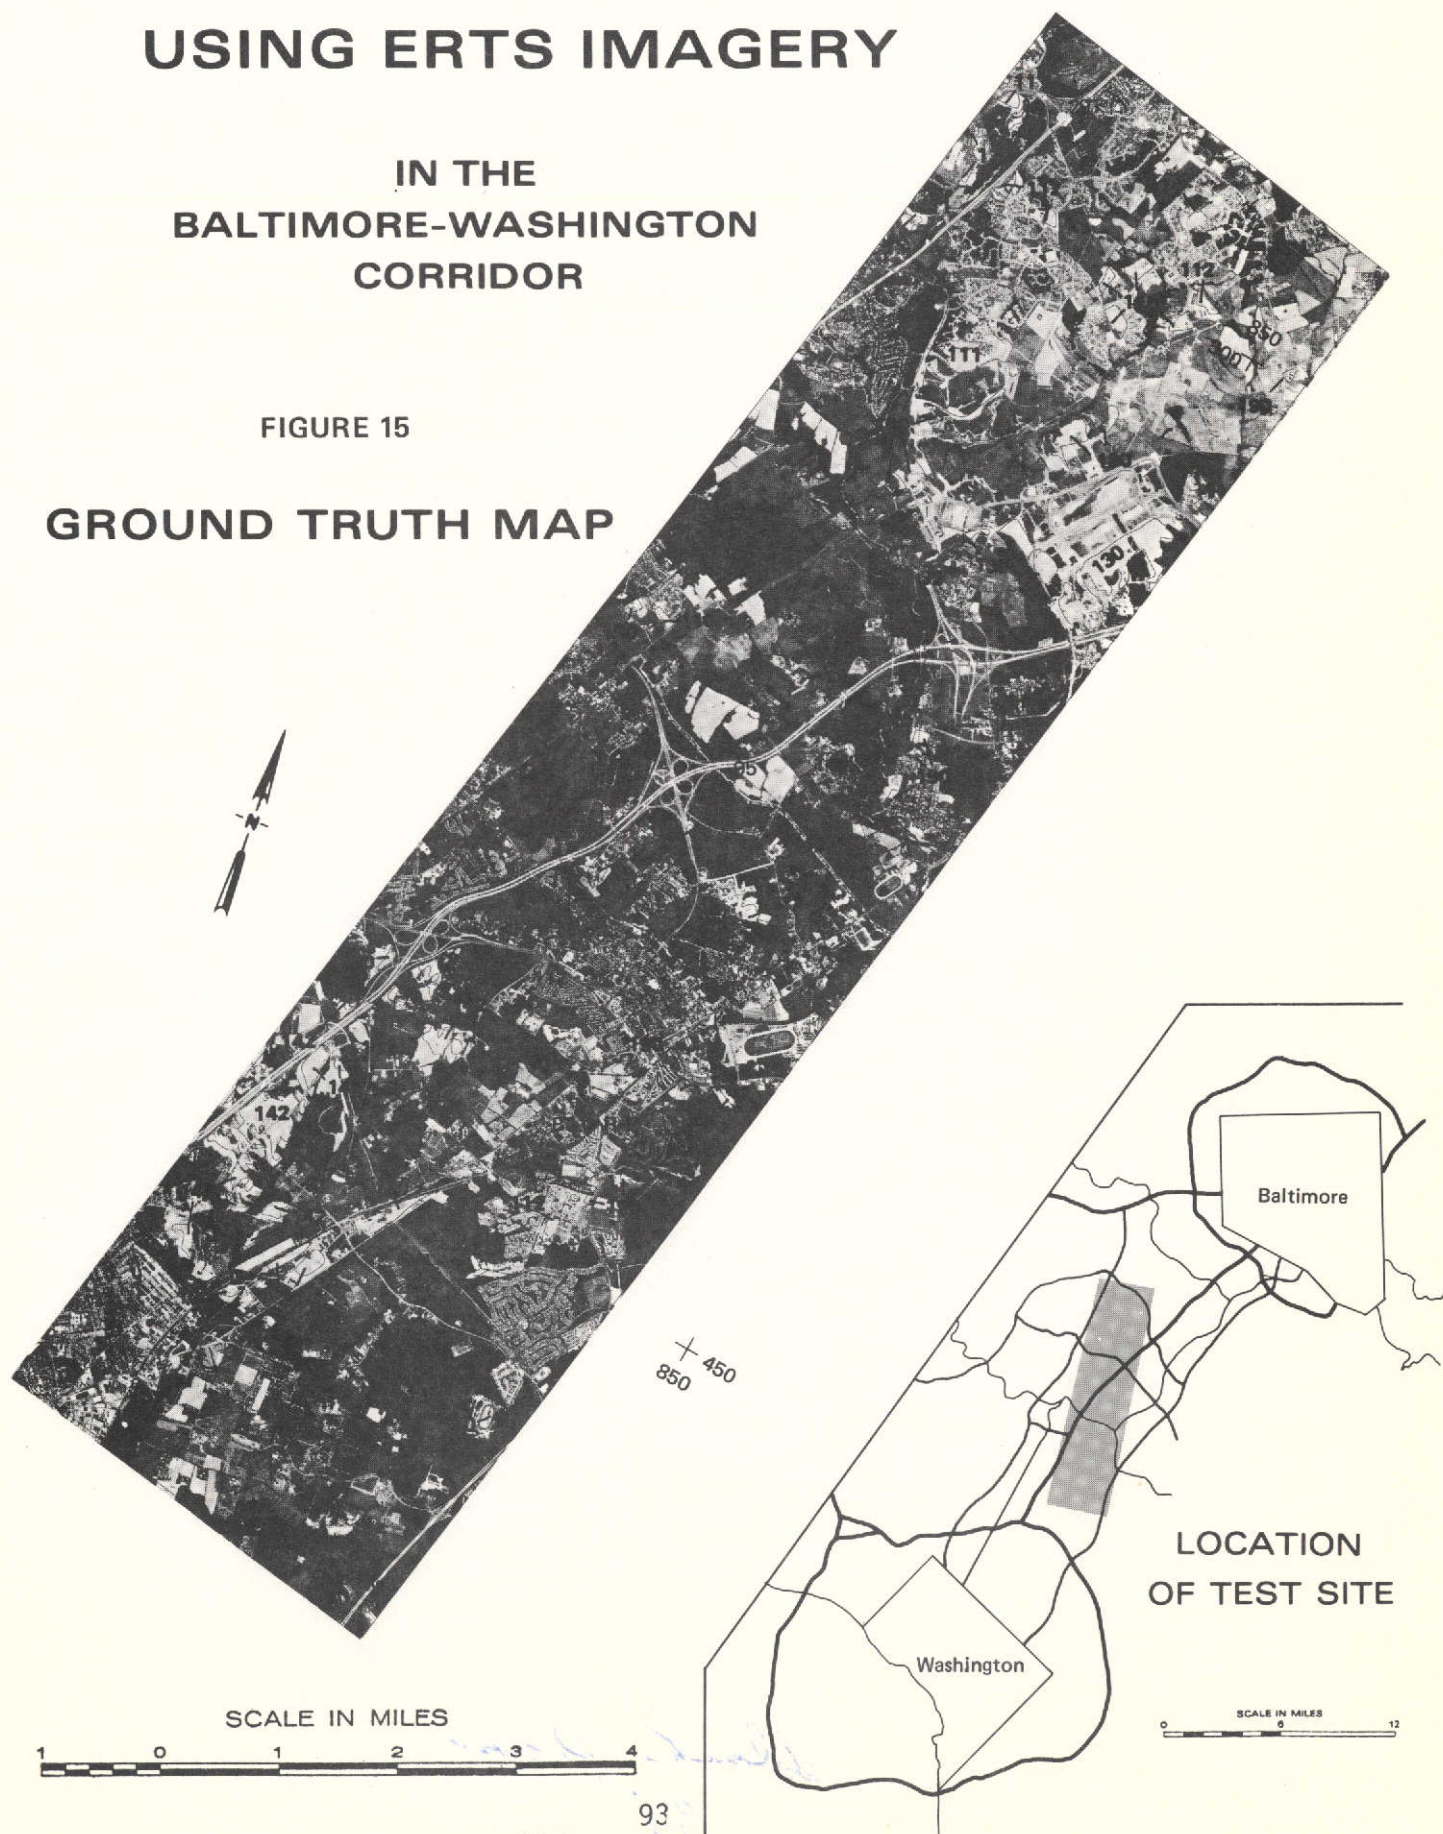 USING ERTS IMAGERY
IN THE
BALTIMORE-WASHINGTON
CORRIDOR
FIGURE 15
GROUND TRUTH MAP
112
850
111
130
95
N
142
450
850
Baltimore
LOCATION
OF TEST SITE
Washington
SCALE IN MILES
0 6 12
SCALE IN MILES
1 0 1 2 3 4
93